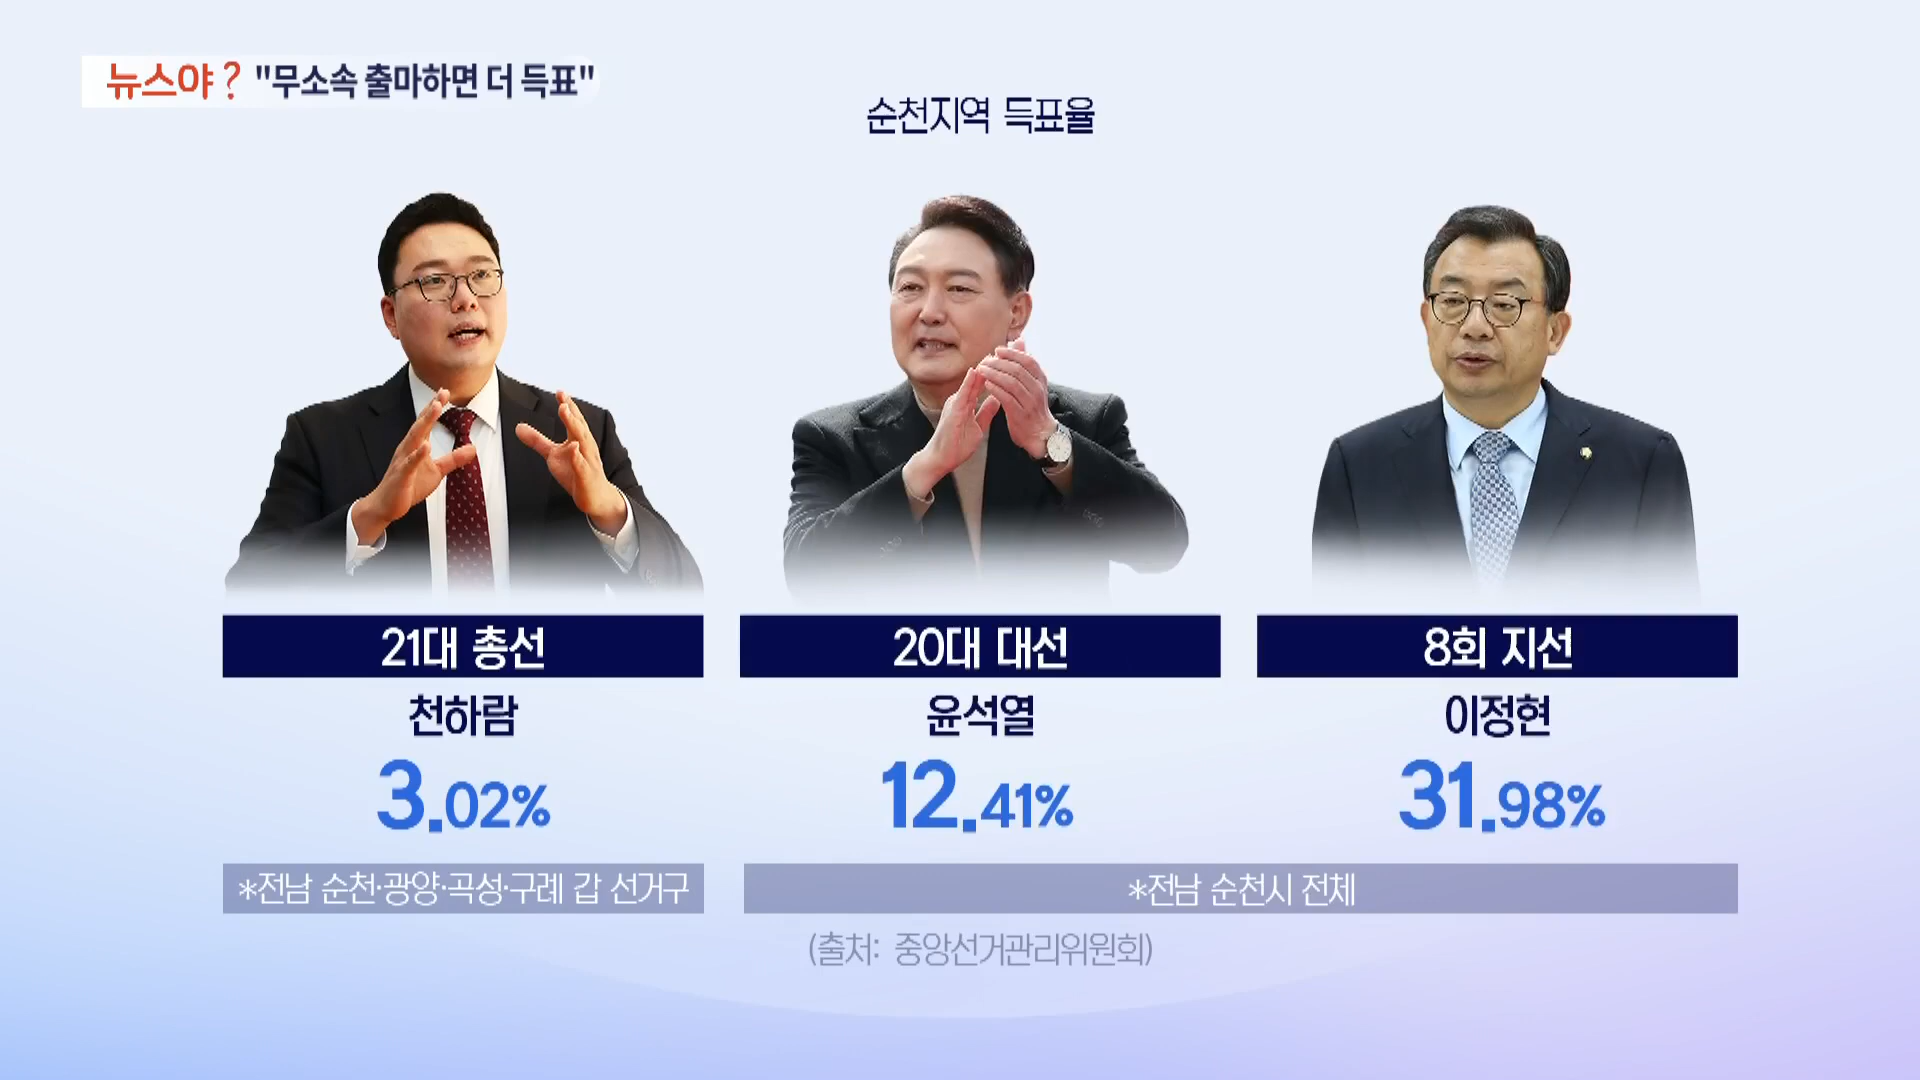 뉴스야? "무소속 출마하면 더 득표"
순천지역 득표율
21대 총선
천하람
3.02%
20대 대선
윤석열
12.41%
8회 지선
이정현
31.98%
*전남 순천·광양·곡성·구례 갑 선거구
*전남 순천시 전체
(출처: 중앙선거관리위원회)